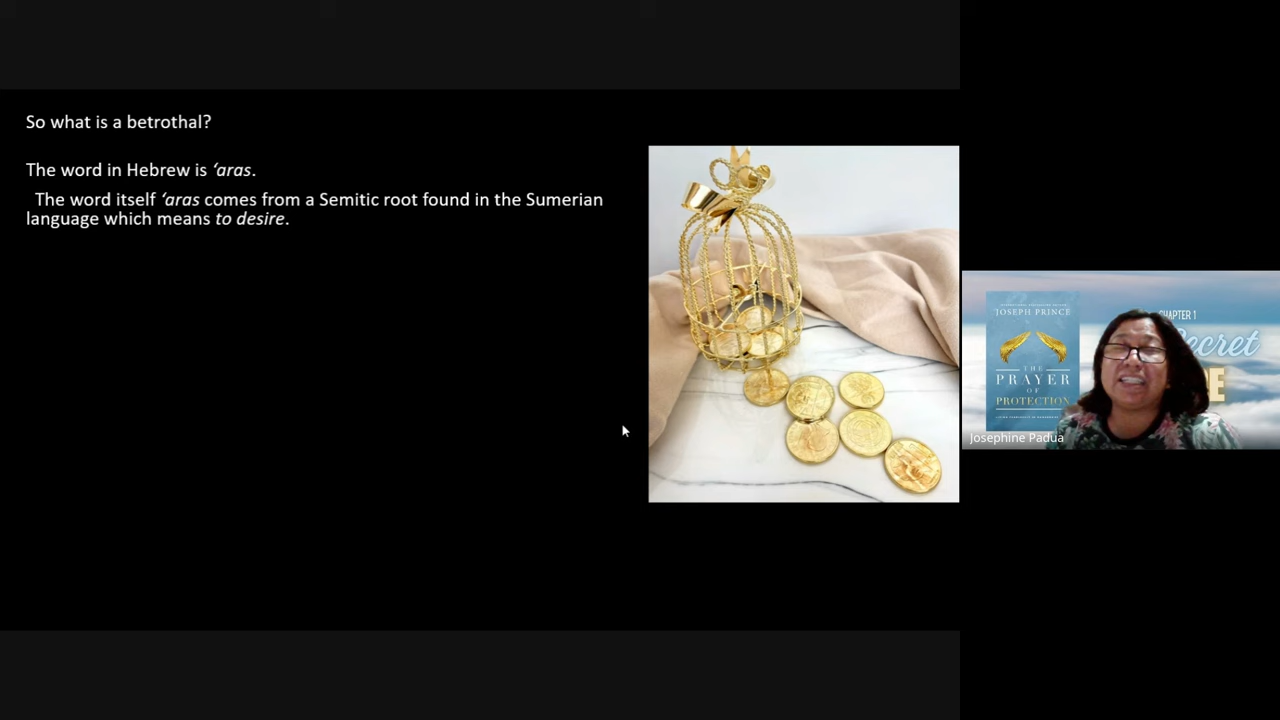 So what is a betrothal?
The word in Hebrew is ‘aras.
The word itself ‘aras comes from a Semitic root found in the Sumerian
language which means to desire.
JOSEPH PRINCE
THE
PRAYER
OF
PROTECTION
CHAPTER 1
Josephine Padua